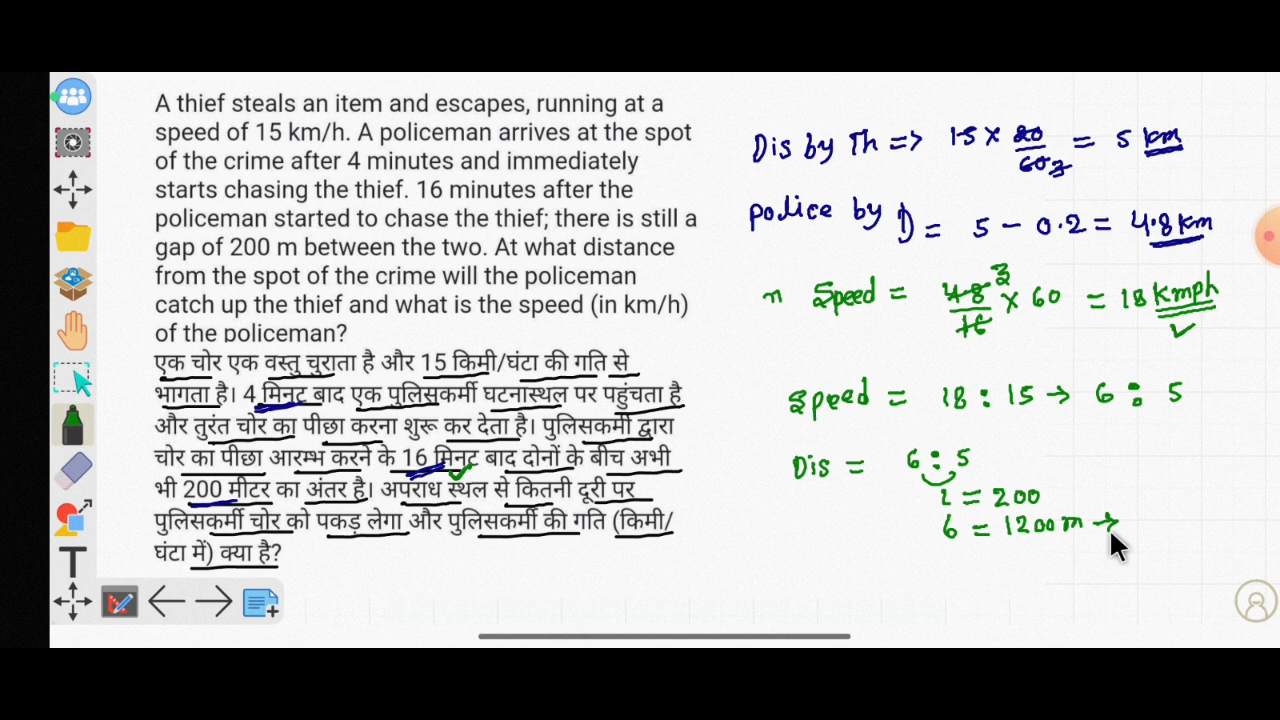 A thief steals an item and escapes, running at a
speed of 15 km/h. A policeman arrives at the spot
of the crime after 4 minutes and immediately
starts chasing the thief. 16 minutes after the
policeman started to chase the thief; there is still a
gap of 200 m between the two. At what distance
from the spot of the crime will the policeman
catch up the thief and what is the speed (in km/h)
of the policeman?
एक चोर एक वस्तु चुराता है और 15 किमी/घंटा की गति से
भागता है। 4 मिनट बाद एक पुलिसकर्मी घटनास्थल पर पहुंचता है
और तुरंत चोर का पीछा करना शुरू कर देता है। पुलिसकर्मी द्वारा
चोर का पीछा आरम्भ करने के 16 मिनट बाद दोनों के बीच अभी
भी 200 मीटर का अंतर है। अपराध स्थल से कितनी दूरी पर
पुलिसकर्मी चोर को पकड़ लेगा और पुलिसकर्मी की गति (किमी/
घंटा में) क्या है?
Dis by Th => 15 × 20/60 3 = 5 km
Police by D = 5 - 0.2 = 4.8 km
n Speed = 4.8/16 3 × 60 = 18 kmph
Speed = 18 : 15 → 6 : 5
Dis = 6 : 5
1 = 200
6 = 1200 m →
T